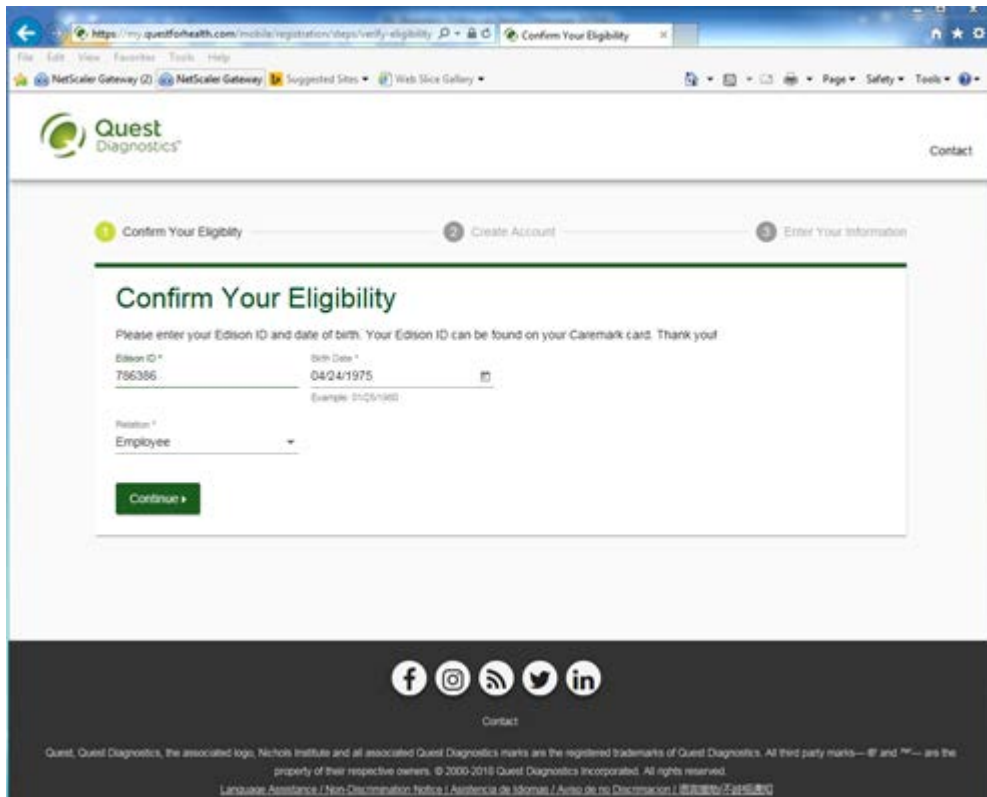 https://my.questforhealth.com/mobile/registration/steps/verify-eligibility
Confirm Your Eligibility
File Edit View Favorites Tools Help
NetScaler Gateway (2) NetScaler Gateway Suggested Sites Web Slice Gallery Page Safety Tools
Quest
Diagnostics™
Contact
1 Confirm Your Eligiblity 2 Create Account 3 Enter Your Information
Confirm Your Eligibility
Please enter your Edison ID and date of birth. Your Edison ID can be found on your Caremark card. Thank you!
Edison ID * Birth Date *
786386 04/24/1975
Example:
Relation *
Employee
Continue
Contact
Quest, Quest Diagnostics, the associated logo, Nichols Institute and all associated Quest Diagnostics marks are the registered trademarks of Quest Diagnostics. All third party marks— ® and ™— are the
property of their respective owners. © 2000-2018 Quest Diagnostics Incorporated. All rights reserved.
Language Assistance / Non-Discrimination Notice | Asistencia de Idiomas / Aviso de no Discriminación |